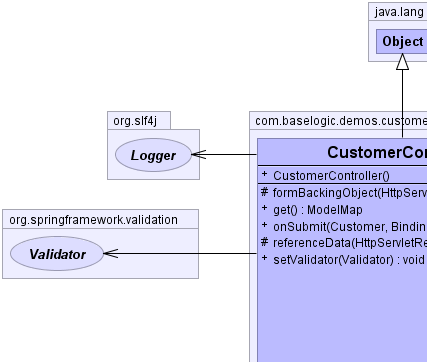 java.lang
Object
org.slf4j
Logger
com.baselogic.demos.custome
CustomerCon
+ CustomerController()
# formBackingObject(HttpServ
+ get() : ModelMap
+ onSubmit(Customer, Bindin
# referenceData(HttpServletRe
+ setValidator(Validator) : void
org.springframework.validation
Validator